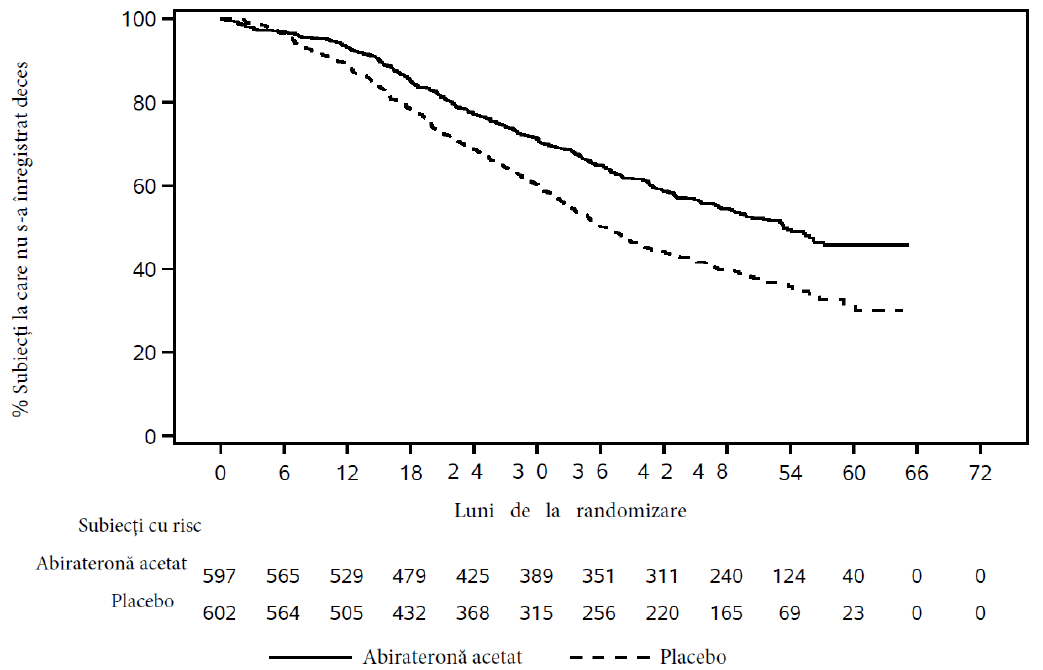 % Subiecți la care nu s-a înregistrat deces
100
80
60
40
20
0
0 6 12 18 2 4 3 0 3 6 4 2 4 8 54 60 66 72
Luni de la randomizare
Subiecți cu risc
Abirateronă acetat 597 565 529 479 425 389 351 311 240 124 40 0 0
Placebo 602 564 505 432 368 315 256 220 165 69 23 0 0
Abirateronă acetat Placebo